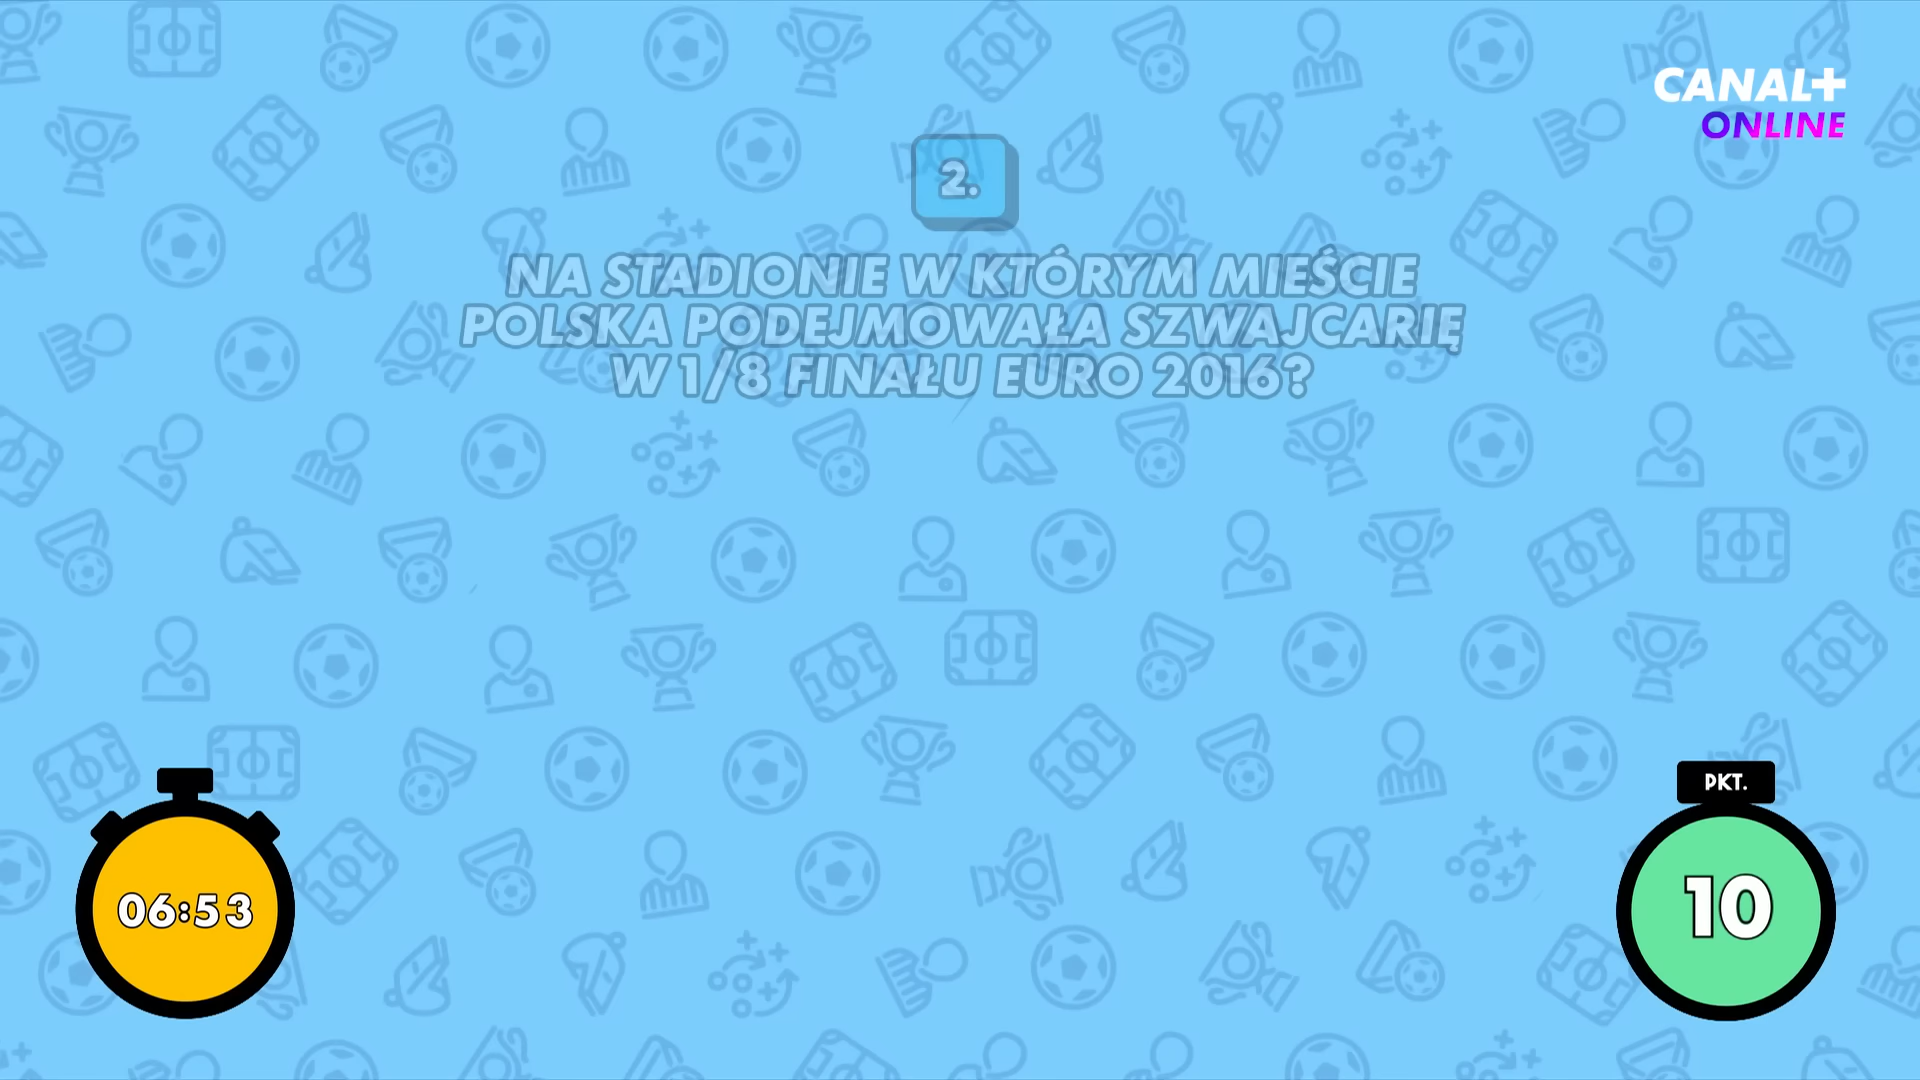 CANAL+
ONLINE
2.
NA STADIONIE W KTÓRYM MIEŚCIE
POLSKA PODEJMOWAŁA SZWAJCARIĘ
W 1/8 FINAŁU EURO 2016?
06:53
PKT.
10